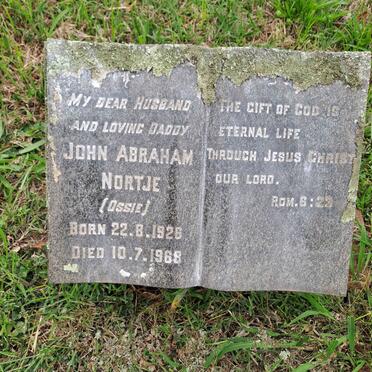 My dear Husband
and loving Daddy
John Abraham
Nortje
(Ossie)
Born 22.8.1926
Died 10.7.1968
The gift of God is
eternal life
through Jesus Christ
our Lord.
Rom. 6:23